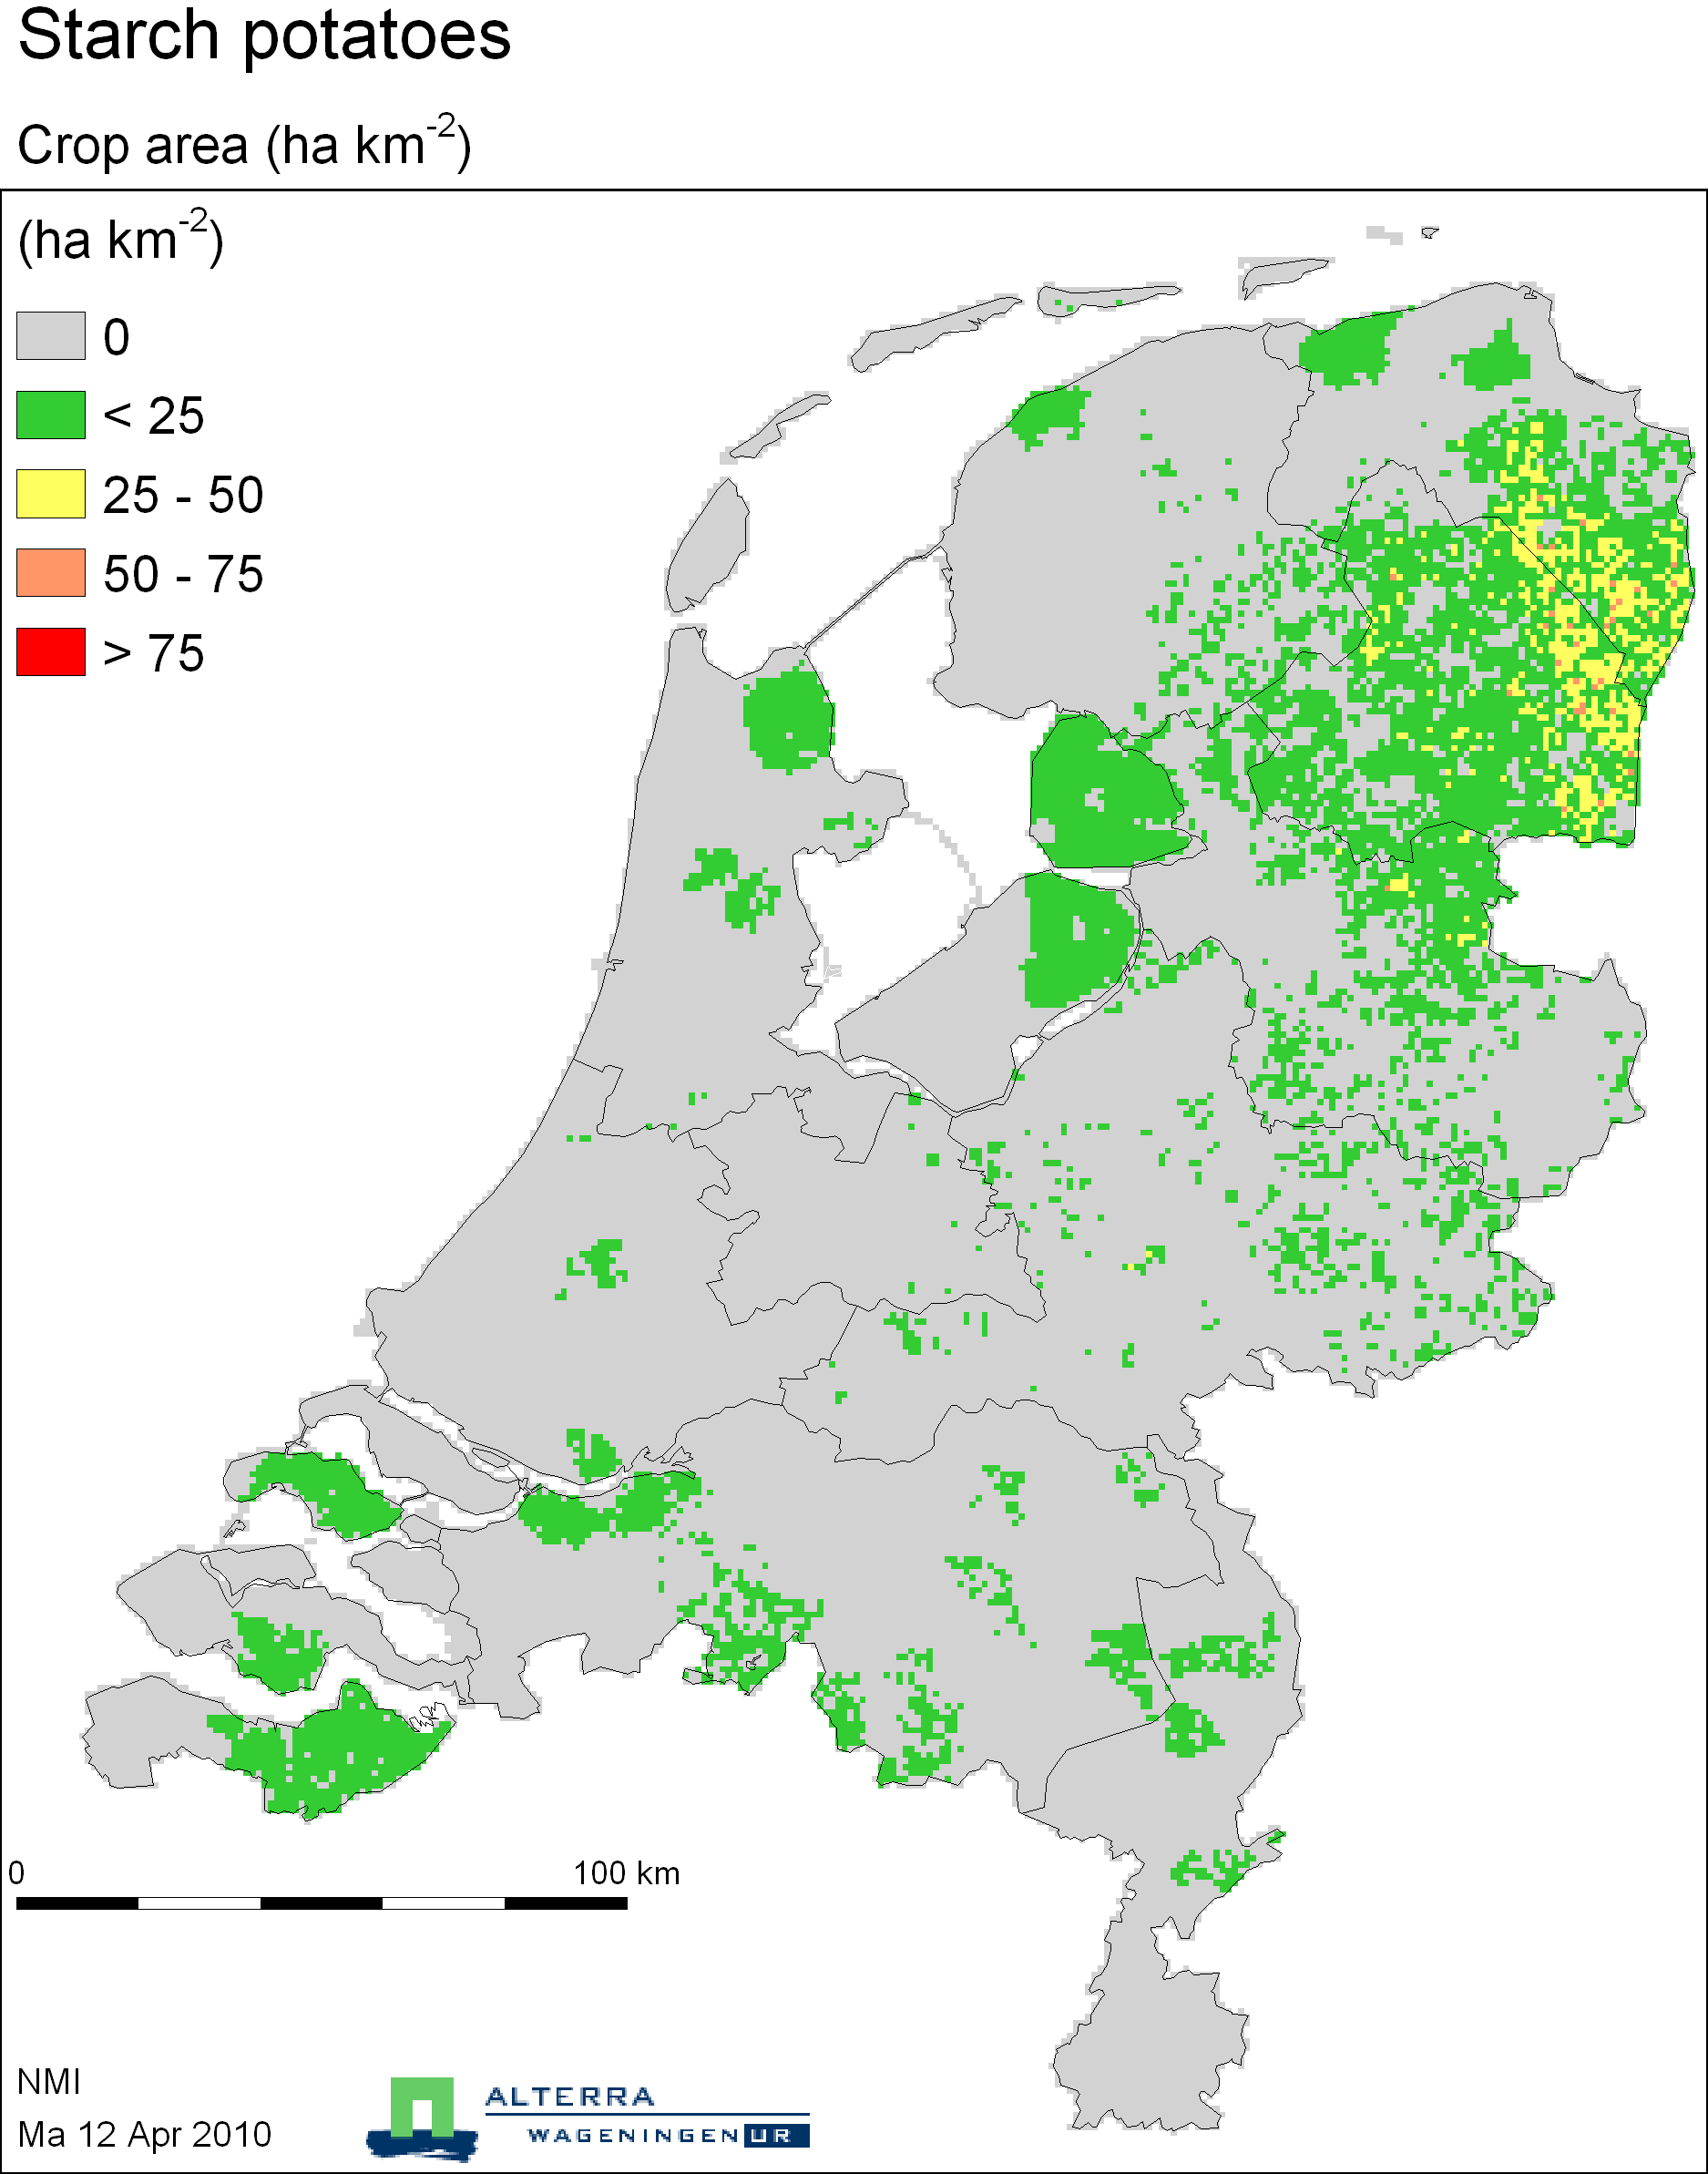 Starch potatoes
Crop area (ha km-2)
(ha km-2)
0
< 25
25 - 50
50 - 75
> 75
0 100 km
NMI
Ma 12 Apr 2010
ALTERRA
WAGENINGEN UR